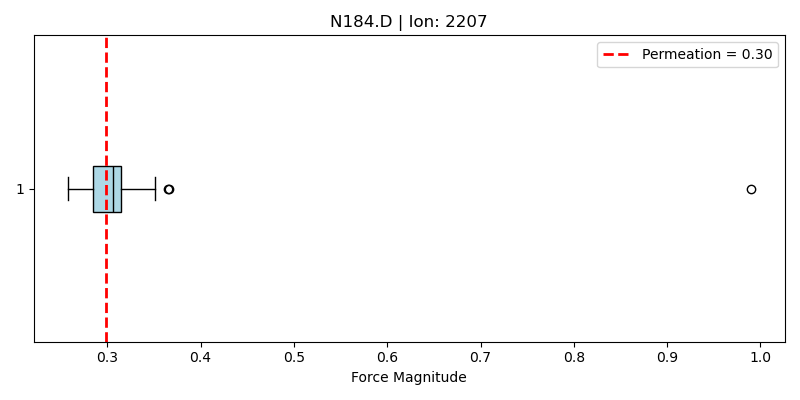 N184.D | Ion: 2207
Permeation = 0.30
1
0.3 0.4 0.5 0.6 0.7 0.8 0.9 1.0
Force Magnitude